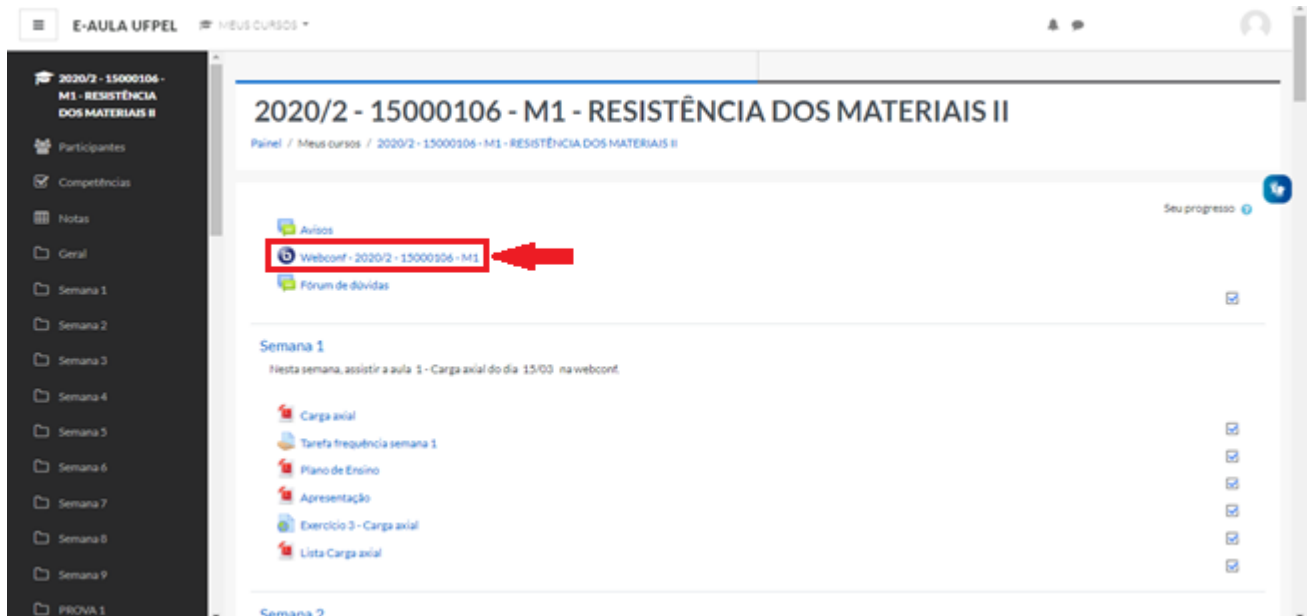 E-AULA UFPEL MEUS CURSOS
2020/2 - 15000106 -
M1 - RESISTÊNCIA
DOS MATERIAIS II
Participantes
Competências
Notas
Geral
Semana 1
Semana 2
Semana 3
Semana 4
Semana 5
Semana 6
Semana 7
Semana 8
Semana 9
PROVA 1
2020/2 - 15000106 - M1 - RESISTÊNCIA DOS MATERIAIS II
Painel / Meus cursos / 2020/2 - 15000106 - M1 - RESISTÊNCIA DOS MATERIAIS II
Seu progresso
Avisos
Webconf - 2020/2 - 15000106 - M1
Fórum de dúvidas
Semana 1
Nesta semana, assistir a aula 1 - Carga axial do dia 15/03 na webconf.
Carga axial
Tarefa frequência semana 1
Plano de Ensino
Apresentação
Exercício 3 - Carga axial
Lista Carga axial
Semana 2